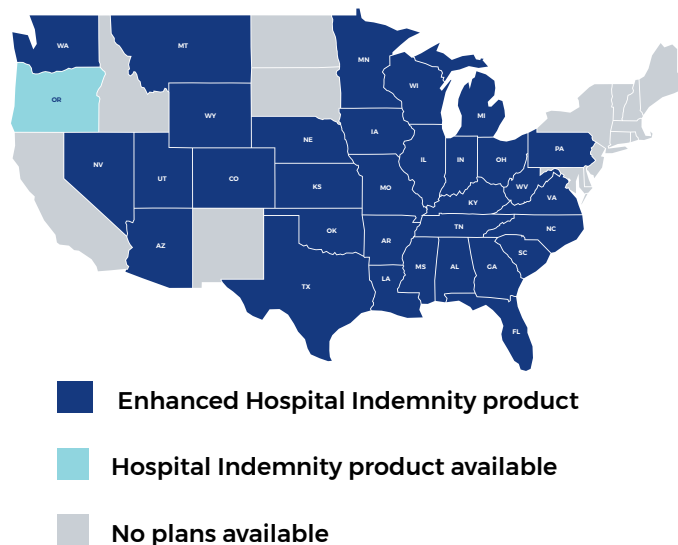 WA
MT
MN
OR
WI
WY
MI
IA
NE
PA
NV
IL
IN
OH
UT
CO
WV
KS
MO
VA
KY
TN
NC
OK
AZ
AR
SC
MS
AL
GA
LA
TX
FL
Enhanced Hospital Indemnity product
Hospital Indemnity product available
No plans available